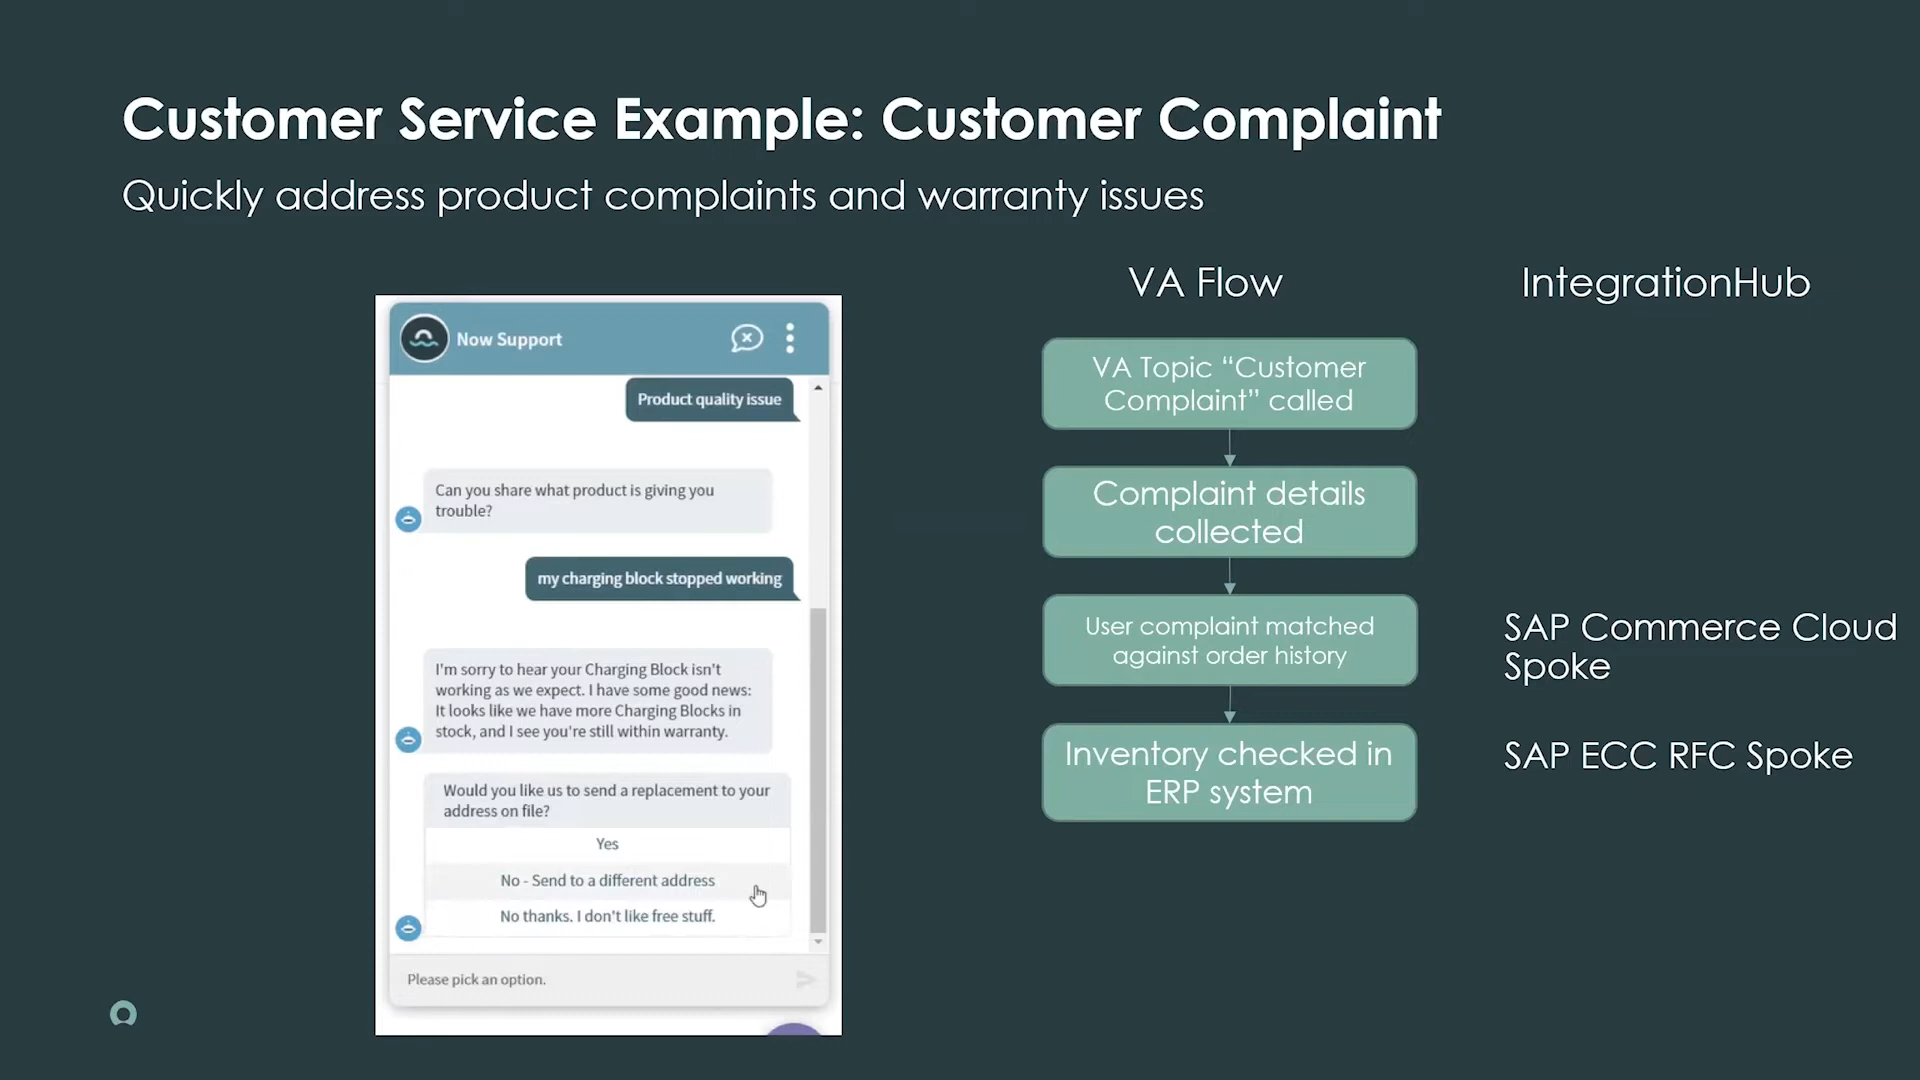 Customer Service Example: Customer Complaint
Quickly address product complaints and warranty issues
Now Support
Product quality issue
Can you share what product is giving you
trouble?
my charging block stopped working
I'm sorry to hear your Charging Block isn't
working as we expect. I have some good news:
It looks like we have more Charging Blocks in
stock, and I see you're still within warranty.
Would you like us to send a replacement to your
address on file?
Yes
No - Send to a different address
No thanks. I don't like free stuff.
Please pick an option.
VA Flow
VA Topic “Customer
Complaint” called
Complaint details
collected
User complaint matched
against order history
Inventory checked in
ERP system
IntegrationHub
SAP Commerce Cloud
Spoke
SAP ECC RFC Spoke